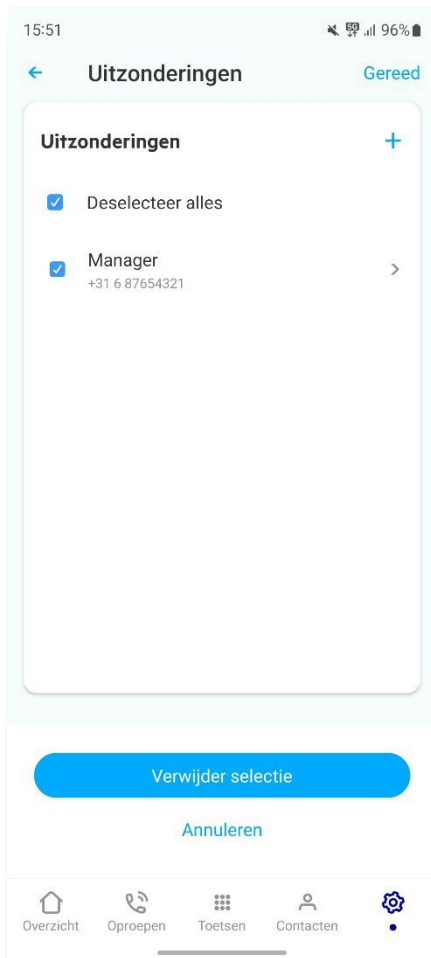 15:51
5G 96%
Uitzonderingen Gereed
Uitzonderingen +
Deselecteer alles
Manager
+31 6 87654321
Verwijder selectie
Annuleren
Overzicht Oproepen Toetsen Contacten